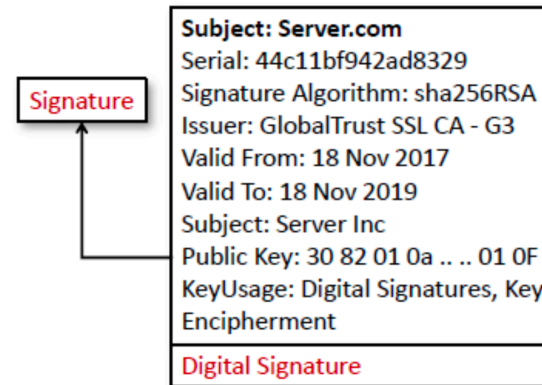 Subject: Server.com
Serial: 44c11bf942ad8329
Signature
Signature Algorithm: sha256RSA
Issuer: GlobalTrust SSL CA - G3
Valid From: 18 Nov 2017
Valid To: 18 Nov 2019
Subject: Server Inc
Public Key: 30 82 01 0a .. .. 01 0F
KeyUsage: Digital Signatures, Key
Encipherment
Digital Signature